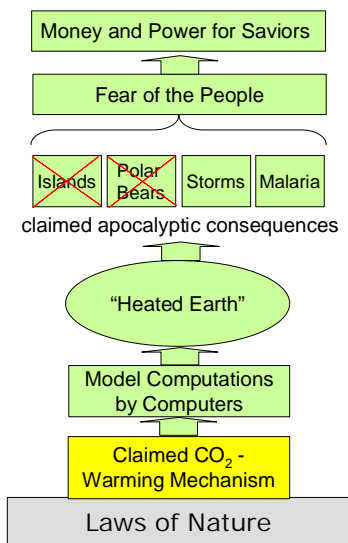 Money and Power for Saviors
Fear of the People
Islands
Polar
Bears
Storms
Malaria
claimed apocalyptic consequences
“Heated Earth”
Model Computations
by Computers
Claimed CO₂ -
Warming Mechanism
Laws of Nature